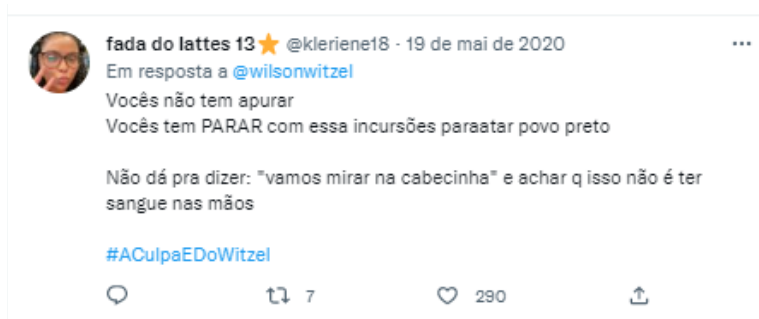 fada do lattes 13⭐ @kleriene18 · 19 de mai de 2020
Em resposta a @wilsonwitzel
Vocês não tem apurar
Vocês tem PARAR com essa incursões paraatar povo preto
Não dá pra dizer: "vamos mirar na cabecinha" e achar q isso não é ter
sangue nas mãos
#ACulpaEDoWitzel
7 290